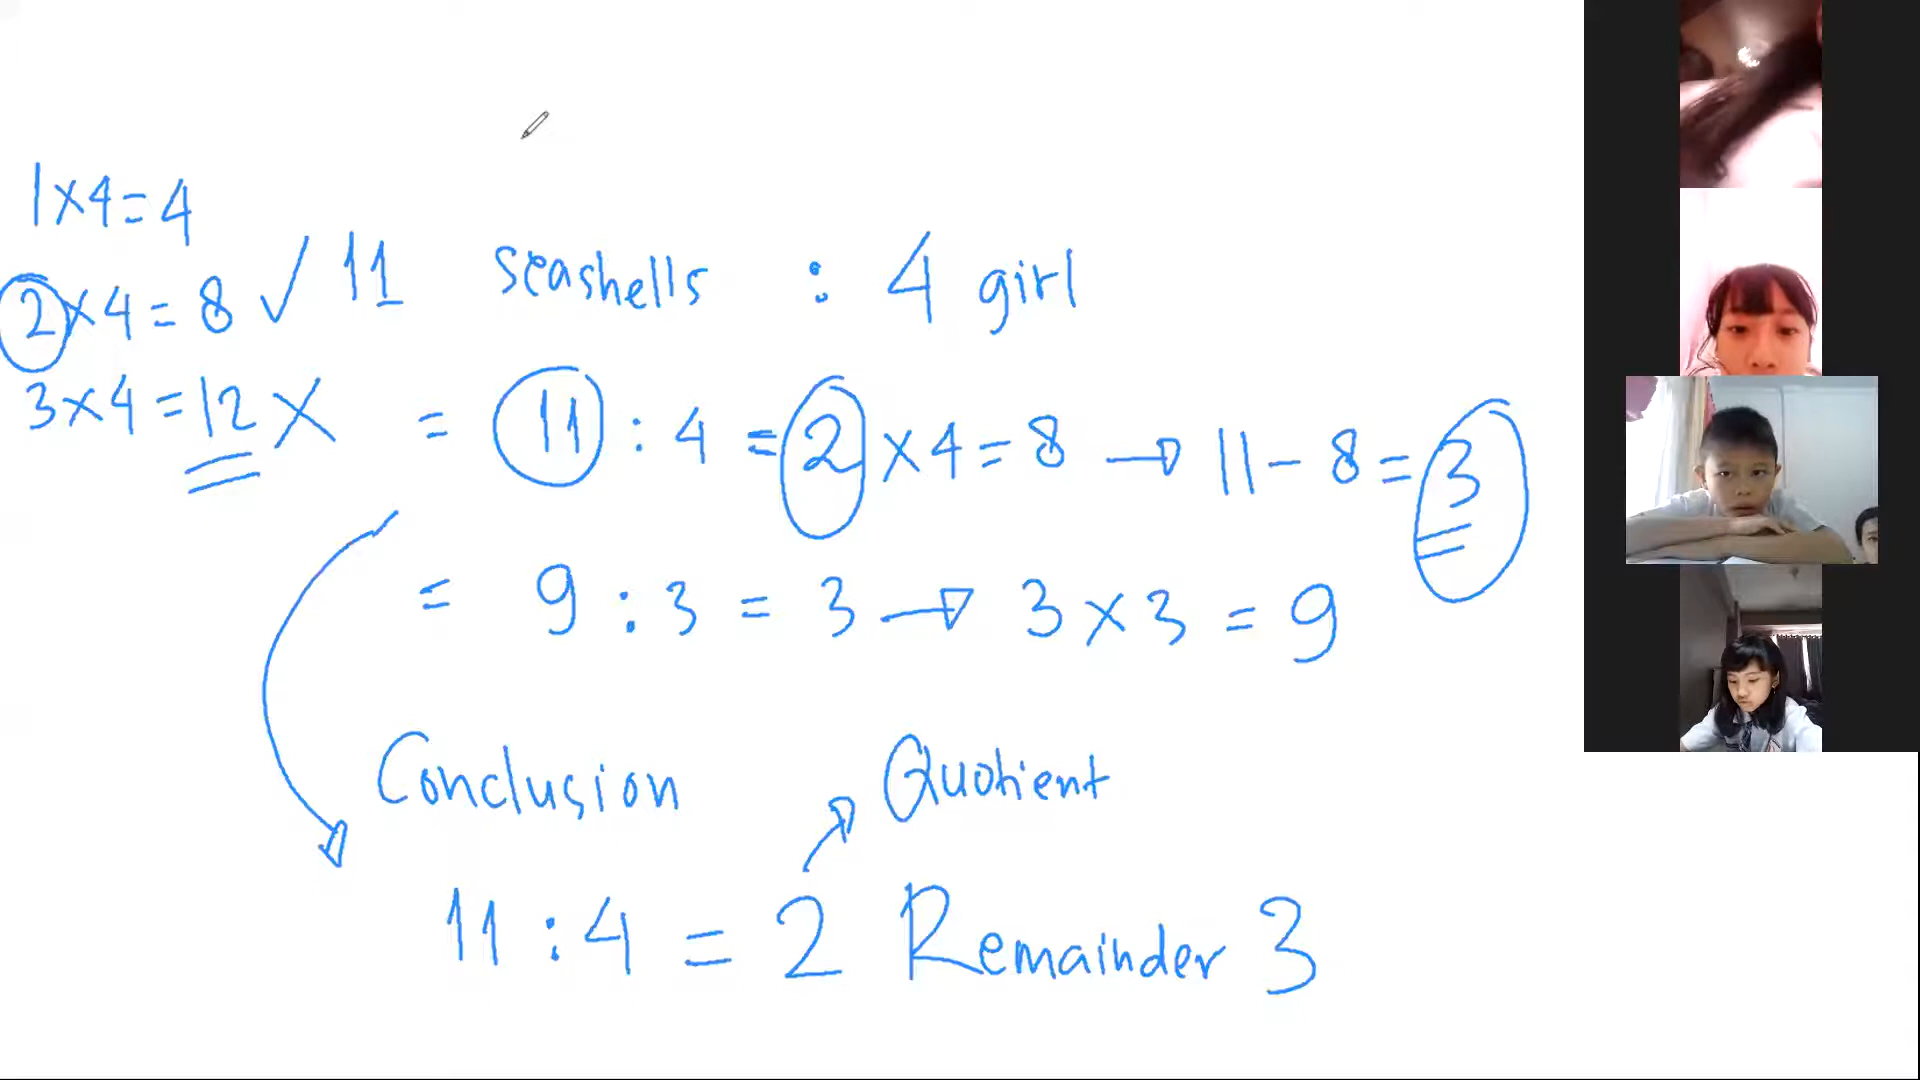 1x4=4
2x4=8 ✓
3x4=12 X
11 seashells : 4 girl
= 11 : 4 = 2 x4=8 → 11-8=3
= 9 : 3 = 3 → 3x3=9
Conclusion
Quotient
11 : 4 = 2 Remainder 3